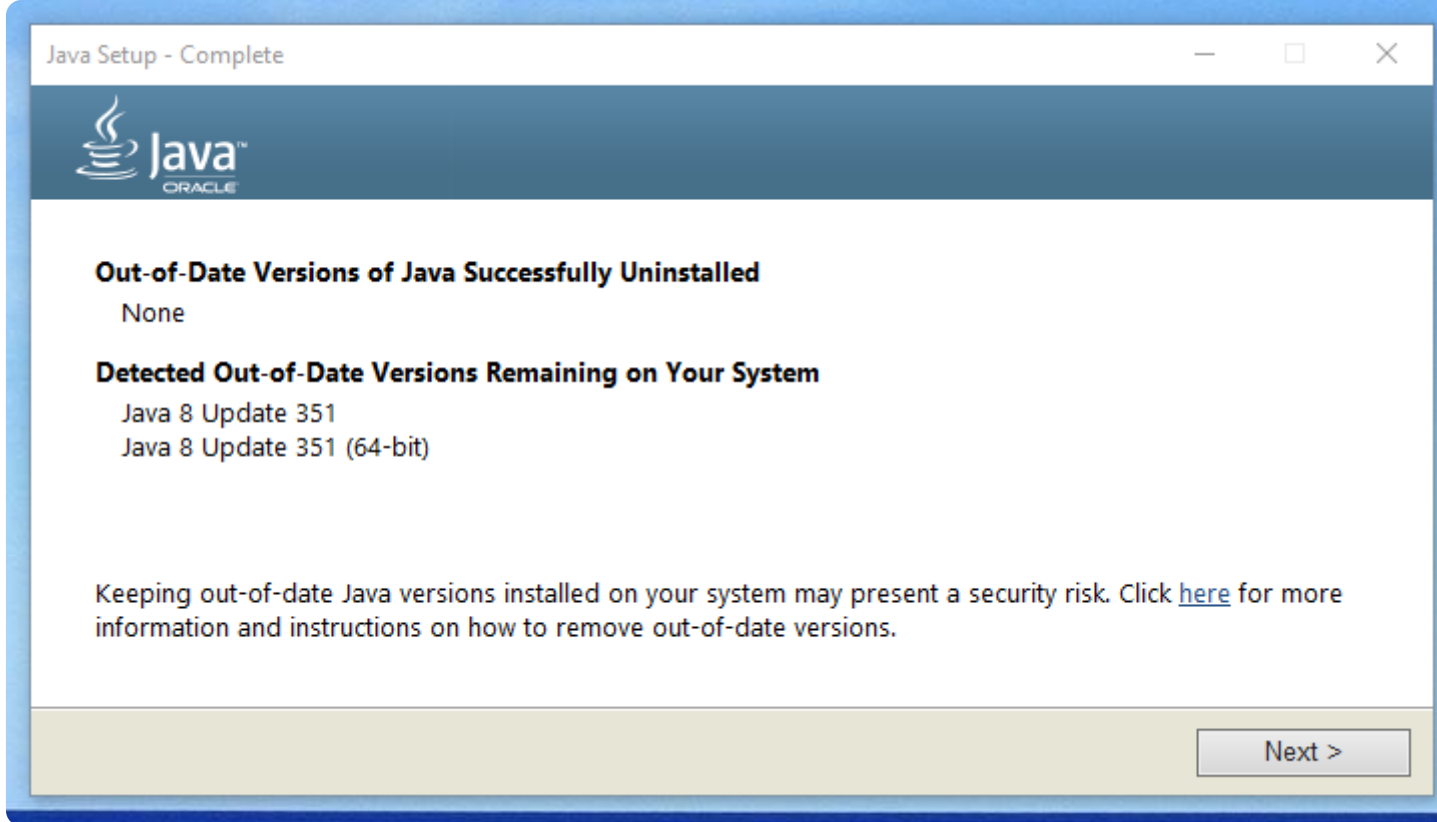 Java Setup - Complete
Java™
ORACLE
Out-of-Date Versions of Java Successfully Uninstalled
None
Detected Out-of-Date Versions Remaining on Your System
Java 8 Update 351
Java 8 Update 351 (64-bit)
Keeping out-of-date Java versions installed on your system may present a security risk. Click here for more
information and instructions on how to remove out-of-date versions.
Next >